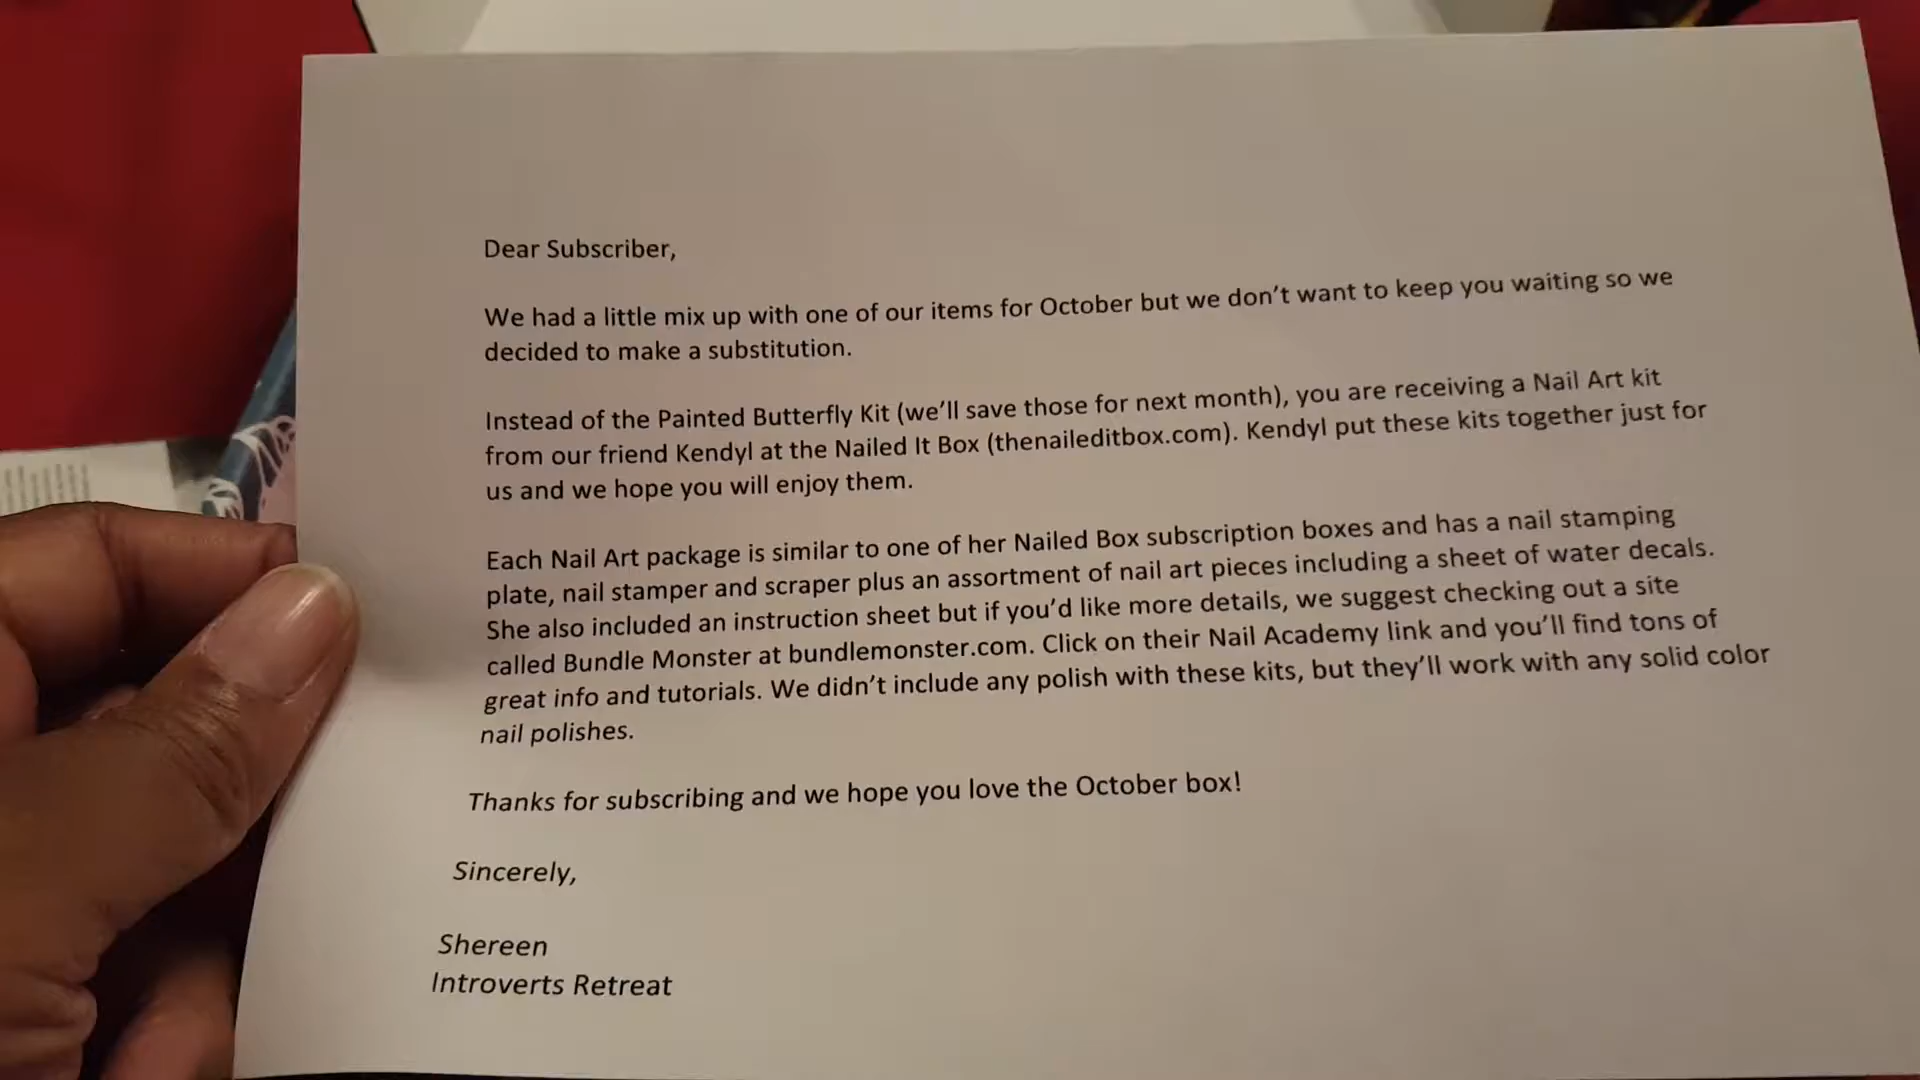 Dear Subscriber,
We had a little mix up with one of our items for October but we don't want to keep you waiting so we
decided to make a substitution.
Instead of the Painted Butterfly Kit (we'll save those for next month), you are receiving a Nail Art kit
from our friend Kendyl at the Nailed It Box (thenaileditbox.com). Kendyl put these kits together just for
us and we hope you will enjoy them.
Each Nail Art package is similar to one of her Nailed Box subscription boxes and has a nail stamping
plate, nail stamper and scraper plus an assortment of nail art pieces including a sheet of water decals.
She also included an instruction sheet but if you'd like more details, we suggest checking out a site
called Bundle Monster at bundlemonster.com. Click on their Nail Academy link and you'll find tons of
great info and tutorials. We didn't include any polish with these kits, but they'll work with any solid color
nail polishes.
Thanks for subscribing and we hope you love the October box!
Sincerely,
Shereen
Introverts Retreat